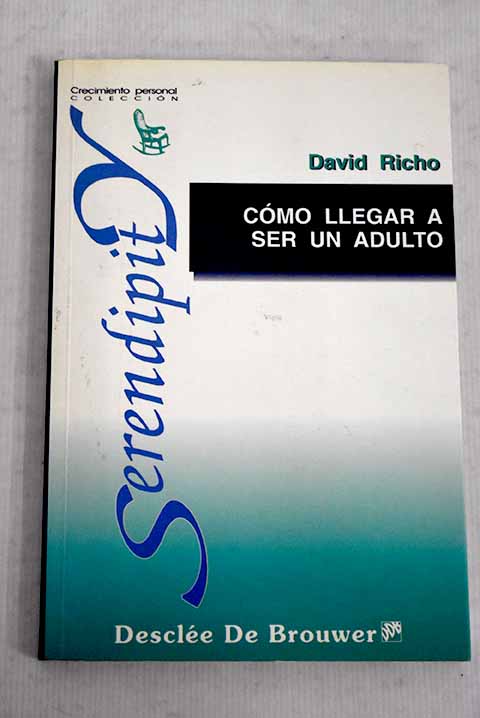 Crecimiento personal
COLECCIÓN
SerendipitY
David Richo
CÓMO LLEGAR A
SER UN ADULTO
Desclée De Brouwer